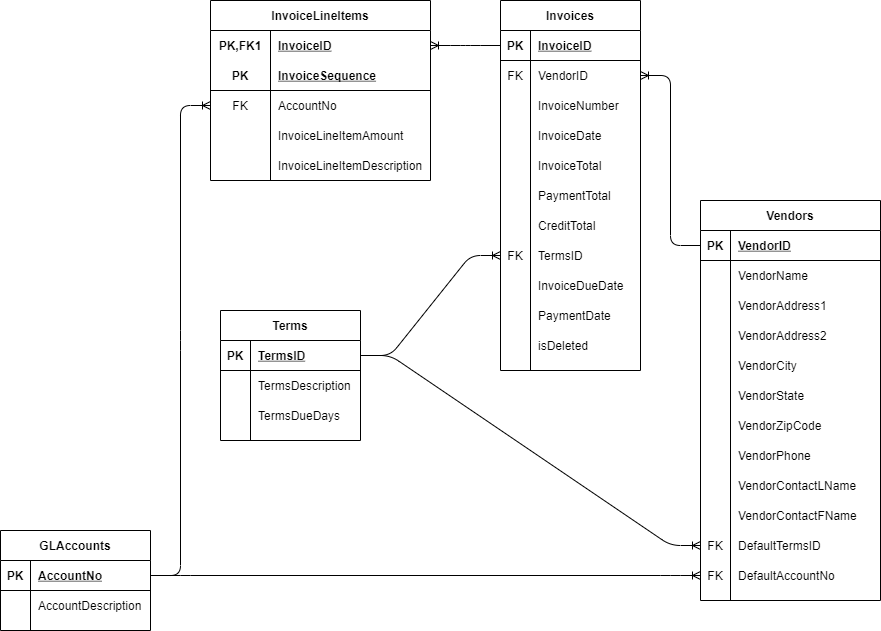 InvoiceLineItems
PK,FK1 InvoiceID
PK InvoiceSequence
FK AccountNo
InvoiceLineItemAmount
InvoiceLineItemDescription
Invoices
PK InvoiceID
FK VendorID
InvoiceNumber
InvoiceDate
InvoiceTotal
PaymentTotal
CreditTotal
FK TermsID
InvoiceDueDate
PaymentDate
isDeleted
Vendors
PK VendorID
VendorName
VendorAddress1
VendorAddress2
VendorCity
VendorState
VendorZipCode
VendorPhone
VendorContactLName
VendorContactFName
FK DefaultTermsID
FK DefaultAccountNo
Terms
PK TermsID
TermsDescription
TermsDueDays
GLAccounts
PK AccountNo
AccountDescription